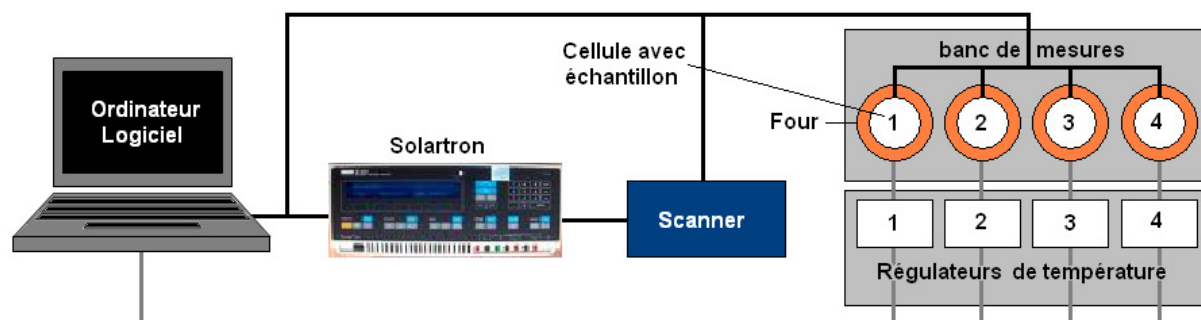 Ordinateur
Logiciel
Solartron
Scanner
Cellule avec
échantillon
Four
banc de mesures
1 2 3 4
1 2 3 4
Régulateurs de température